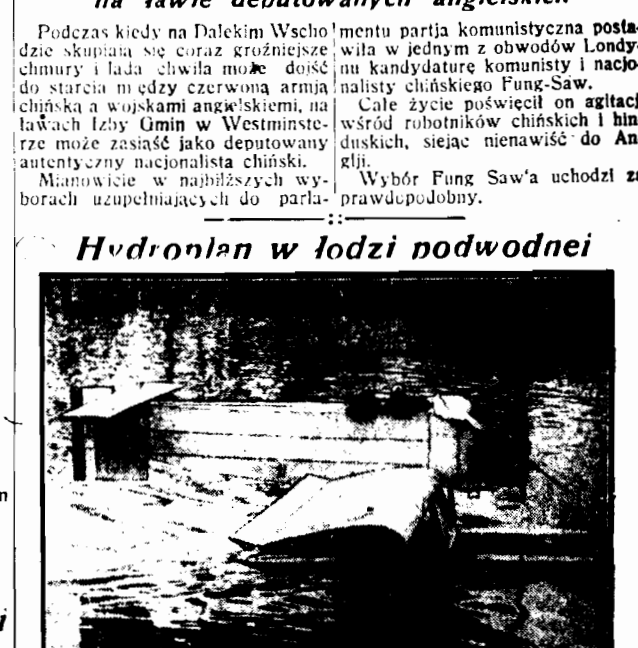 na ławie deputowanych angielskich
Podczas kiedy na Dalekim Wscho
dzie skupiają się coraz groźniejsze
chmury i lada chwila może dojść
do starcia między czerwoną armją
chińską a wojskami angielskiemi, na
ławach Izby Gmin w Westminste-
rze może zasiąść jako deputowany
autentyczny nacjonalista chiński.
Mianowicie w najbliższych wy-
borach uzupełniających do parla-
mentu partja komunistyczna posta-
wiła w jednym z obwodów Londy-
nu kandydaturę komunisty i nacjo-
nalisty chińskiego Fung-Saw.
Całe życie poświęcił on agitacj
wśród robotników chińskich i hin
duskich, siejąc nienawiść do An
glji.
Wybór Fung Saw'a uchodzi za
prawdopodobny.
Hydroplan w łodzi podwodnej
n